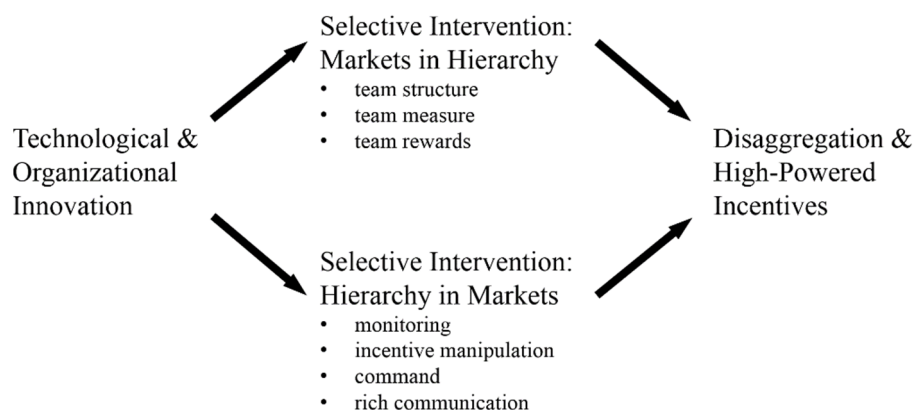 Technological &
Organizational
Innovation
Selective Intervention:
Markets in Hierarchy
• team structure
• team measure
• team rewards
Selective Intervention:
Hierarchy in Markets
• monitoring
• incentive manipulation
• command
• rich communication
Disaggregation &
High-Powered
Incentives